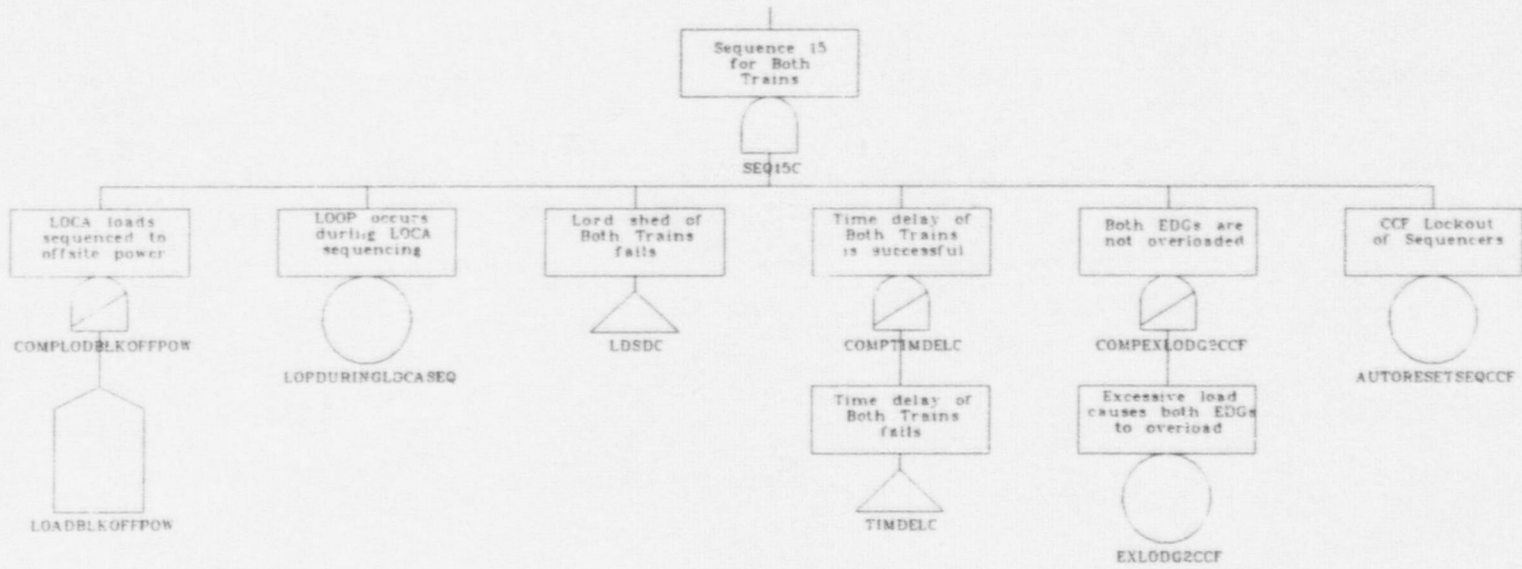 Sequence 15
for Both
Trains
SEQ15C
LOCA loads
sequenced to
offsite power
COMPLODBLKOFFPOW
LOADBLKOFFPOW
LOOP occurs
during LOCA
sequencing
LOPDURINGLOCASEQ
Lord shed of
Both Trains
fails
LDSDC
Time delay of
Both Trains
is successful
COMPTIMDELC
Time delay of
Both Trains
fails
TIMDELC
Both EDGs are
not overloaded
COMPEXLODG2CCF
Excessive load
causes both EDGs
to overload
EXLODG2CCF
CCF Lockout
of Sequencers
AUTORESETSEQCCF